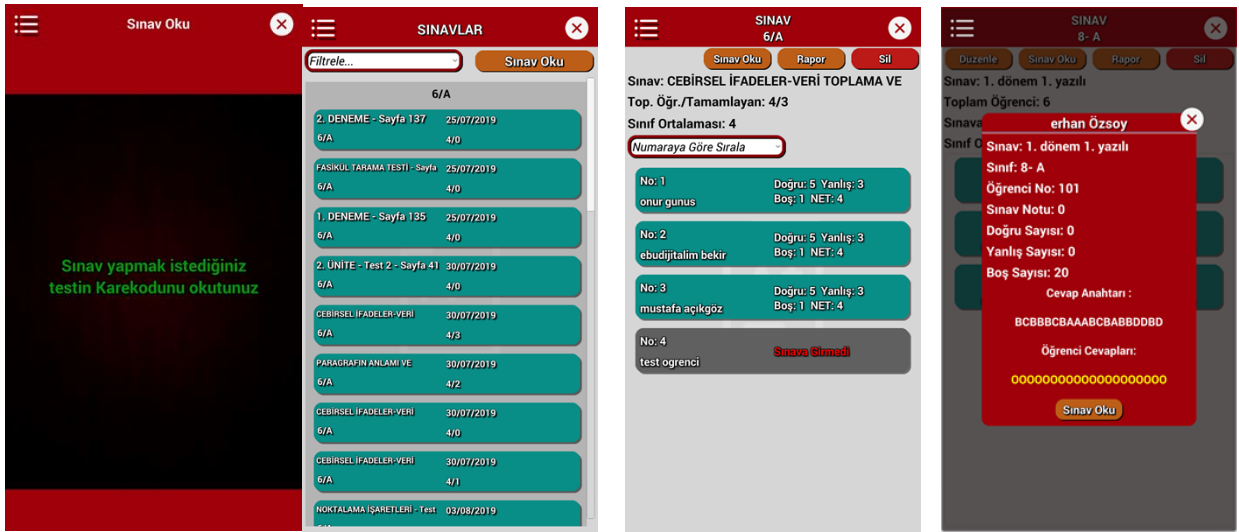 Sınav Oku
Sınav yapmak istediğiniz
testin Karekodunu okutunuz
SINAVLAR
Filtrele...
Sınav Oku
6/A
2. DENEME - Sayfa 137 25/07/2019
6/A 4/0
FASİKÜL TARAMA TESTİ - Sayfa 25/07/2019
6/A 4/0
1. DENEME - Sayfa 135 25/07/2019
6/A 4/0
2. ÜNİTE - Test 2 - Sayfa 41 30/07/2019
6/A 4/0
CEBİRSEL İFADELER-VERİ 30/07/2019
6/A 4/3
PARAGRAFIN ANLAMI VE 30/07/2019
6/A 4/2
CEBİRSEL İFADELER-VERİ 30/07/2019
6/A 4/0
CEBİRSEL İFADELER-VERİ 30/07/2019
6/A 4/1
NOKTALAMA İŞARETLERİ - Test 03/08/2019
SINAV
6/A
Sınav Oku Rapor Sil
Sınav: CEBİRSEL İFADELER-VERİ TOPLAMA VE
Top. Öğr./Tamamlayan: 4/3
Sınıf Ortalaması: 4
Numaraya Göre Sırala
No: 1 Doğru: 5 Yanlış: 3
onur gunus Boş: 1 NET: 4
No: 2 Doğru: 5 Yanlış: 3
ebudijitalim bekir Boş: 1 NET: 4
No: 3 Doğru: 5 Yanlış: 3
mustafa açıkgöz Boş: 1 NET: 4
No: 4 Sınava Girmedi
test ogrenci
SINAV
8- A
Duzenle Sınav Oku Rapor Sil
Sınav: 1. dönem 1. yazılı
Toplam Öğrenci: 6
Sınava
Sınıf O
erhan Özsoy
Sınav: 1. dönem 1. yazılı
Sınıf: 8- A
Öğrenci No: 101
Sınav Notu: 0
Doğru Sayısı: 0
Yanlış Sayısı: 0
Boş Sayısı: 20
Cevap Anahtarı :
BCBBBCBAAABCBABBDDBD
Öğrenci Cevapları:
OOOOOOOOOOOOOOOOOOOO
Sınav Oku